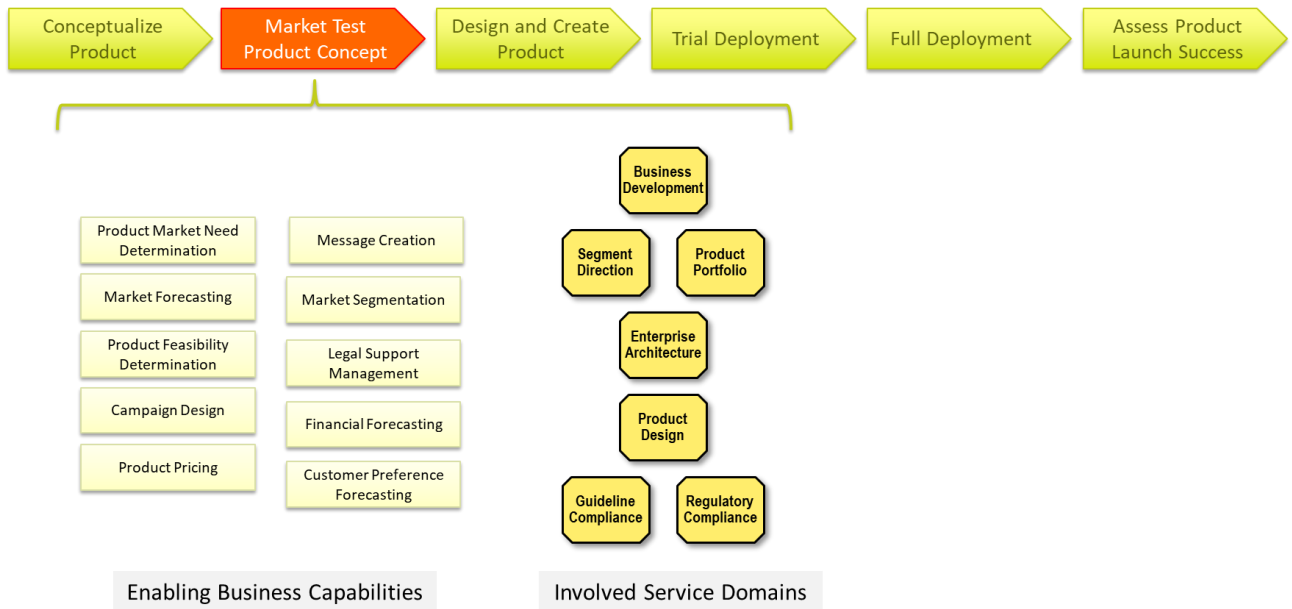 Conceptualize
Product
Market Test
Product Concept
Design and Create
Product
Trial Deployment
Full Deployment
Assess Product
Launch Success
Product Market Need
Determination
Market Forecasting
Product Feasibility
Determination
Campaign Design
Product Pricing
Message Creation
Market Segmentation
Legal Support
Management
Financial Forecasting
Customer Preference
Forecasting
Business
Development
Segment
Direction
Product
Portfolio
Enterprise
Architecture
Product
Design
Guideline
Compliance
Regulatory
Compliance
Enabling Business Capabilities
Involved Service Domains